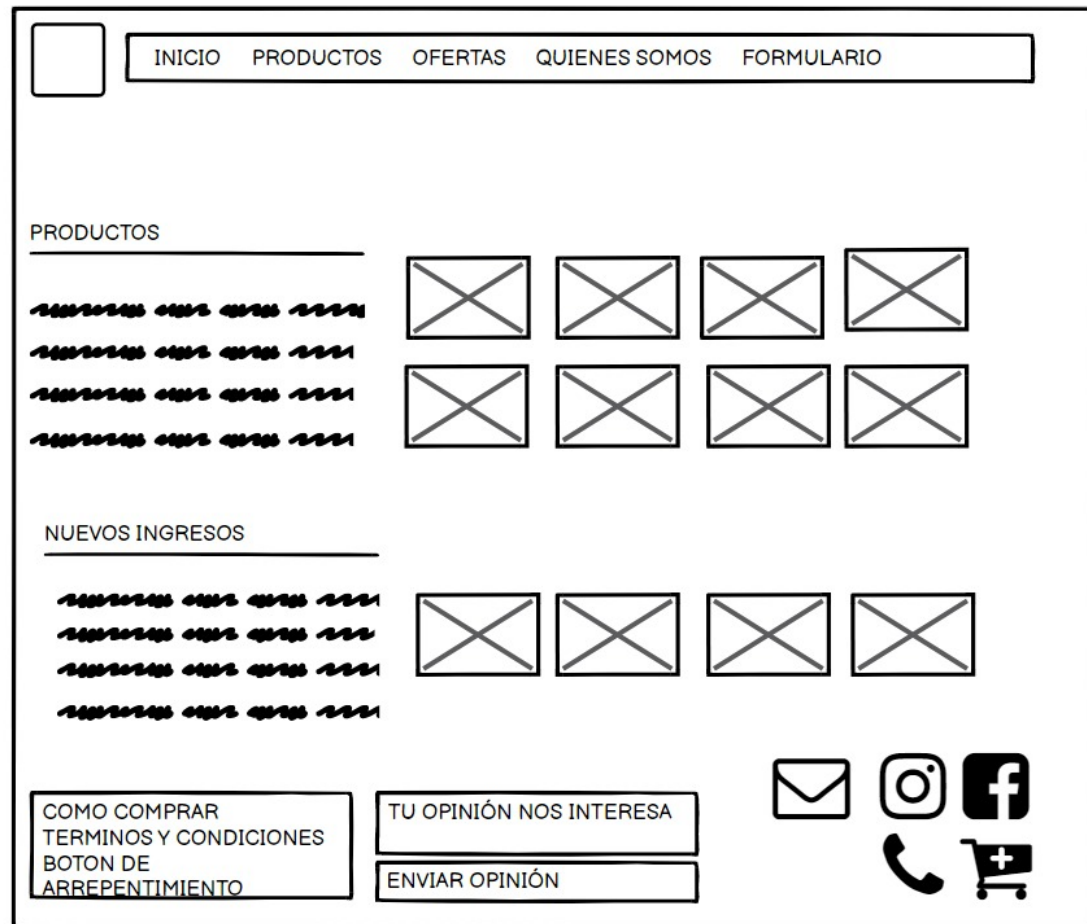 INICIO PRODUCTOS OFERTAS QUIENES SOMOS FORMULARIO
PRODUCTOS
NUEVOS INGRESOS
COMO COMPRAR
TERMINOS Y CONDICIONES
BOTON DE
ARREPENTIMIENTO
TU OPINIÓN NOS INTERESA
ENVIAR OPINIÓN